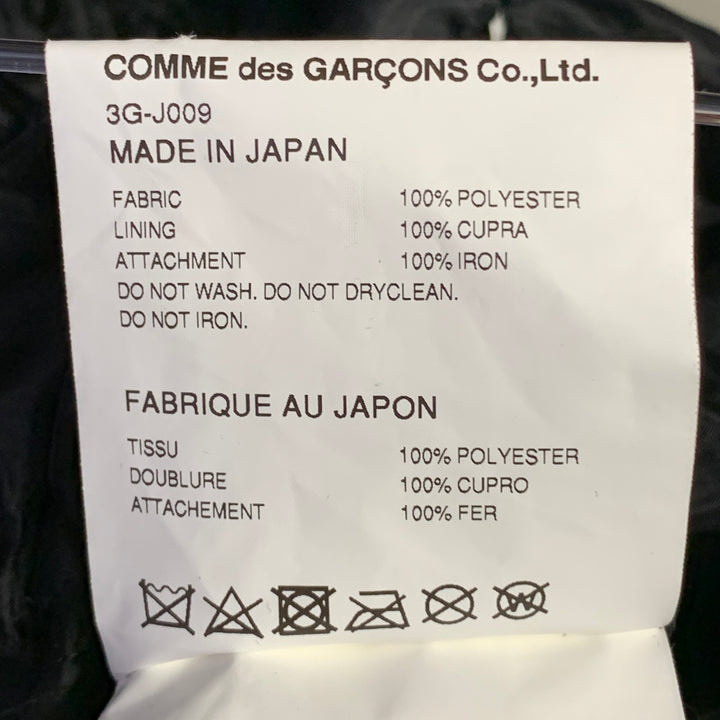 COMME des GARÇONS Co.,Ltd.
3G-J009
MADE IN JAPAN
FABRIC 100% POLYESTER
LINING 100% CUPRA
ATTACHMENT 100% IRON
DO NOT WASH. DO NOT DRYCLEAN.
DO NOT IRON.
FABRIQUE AU JAPON
TISSU 100% POLYESTER
DOUBLURE 100% CUPRO
ATTACHEMENT 100% FER
W